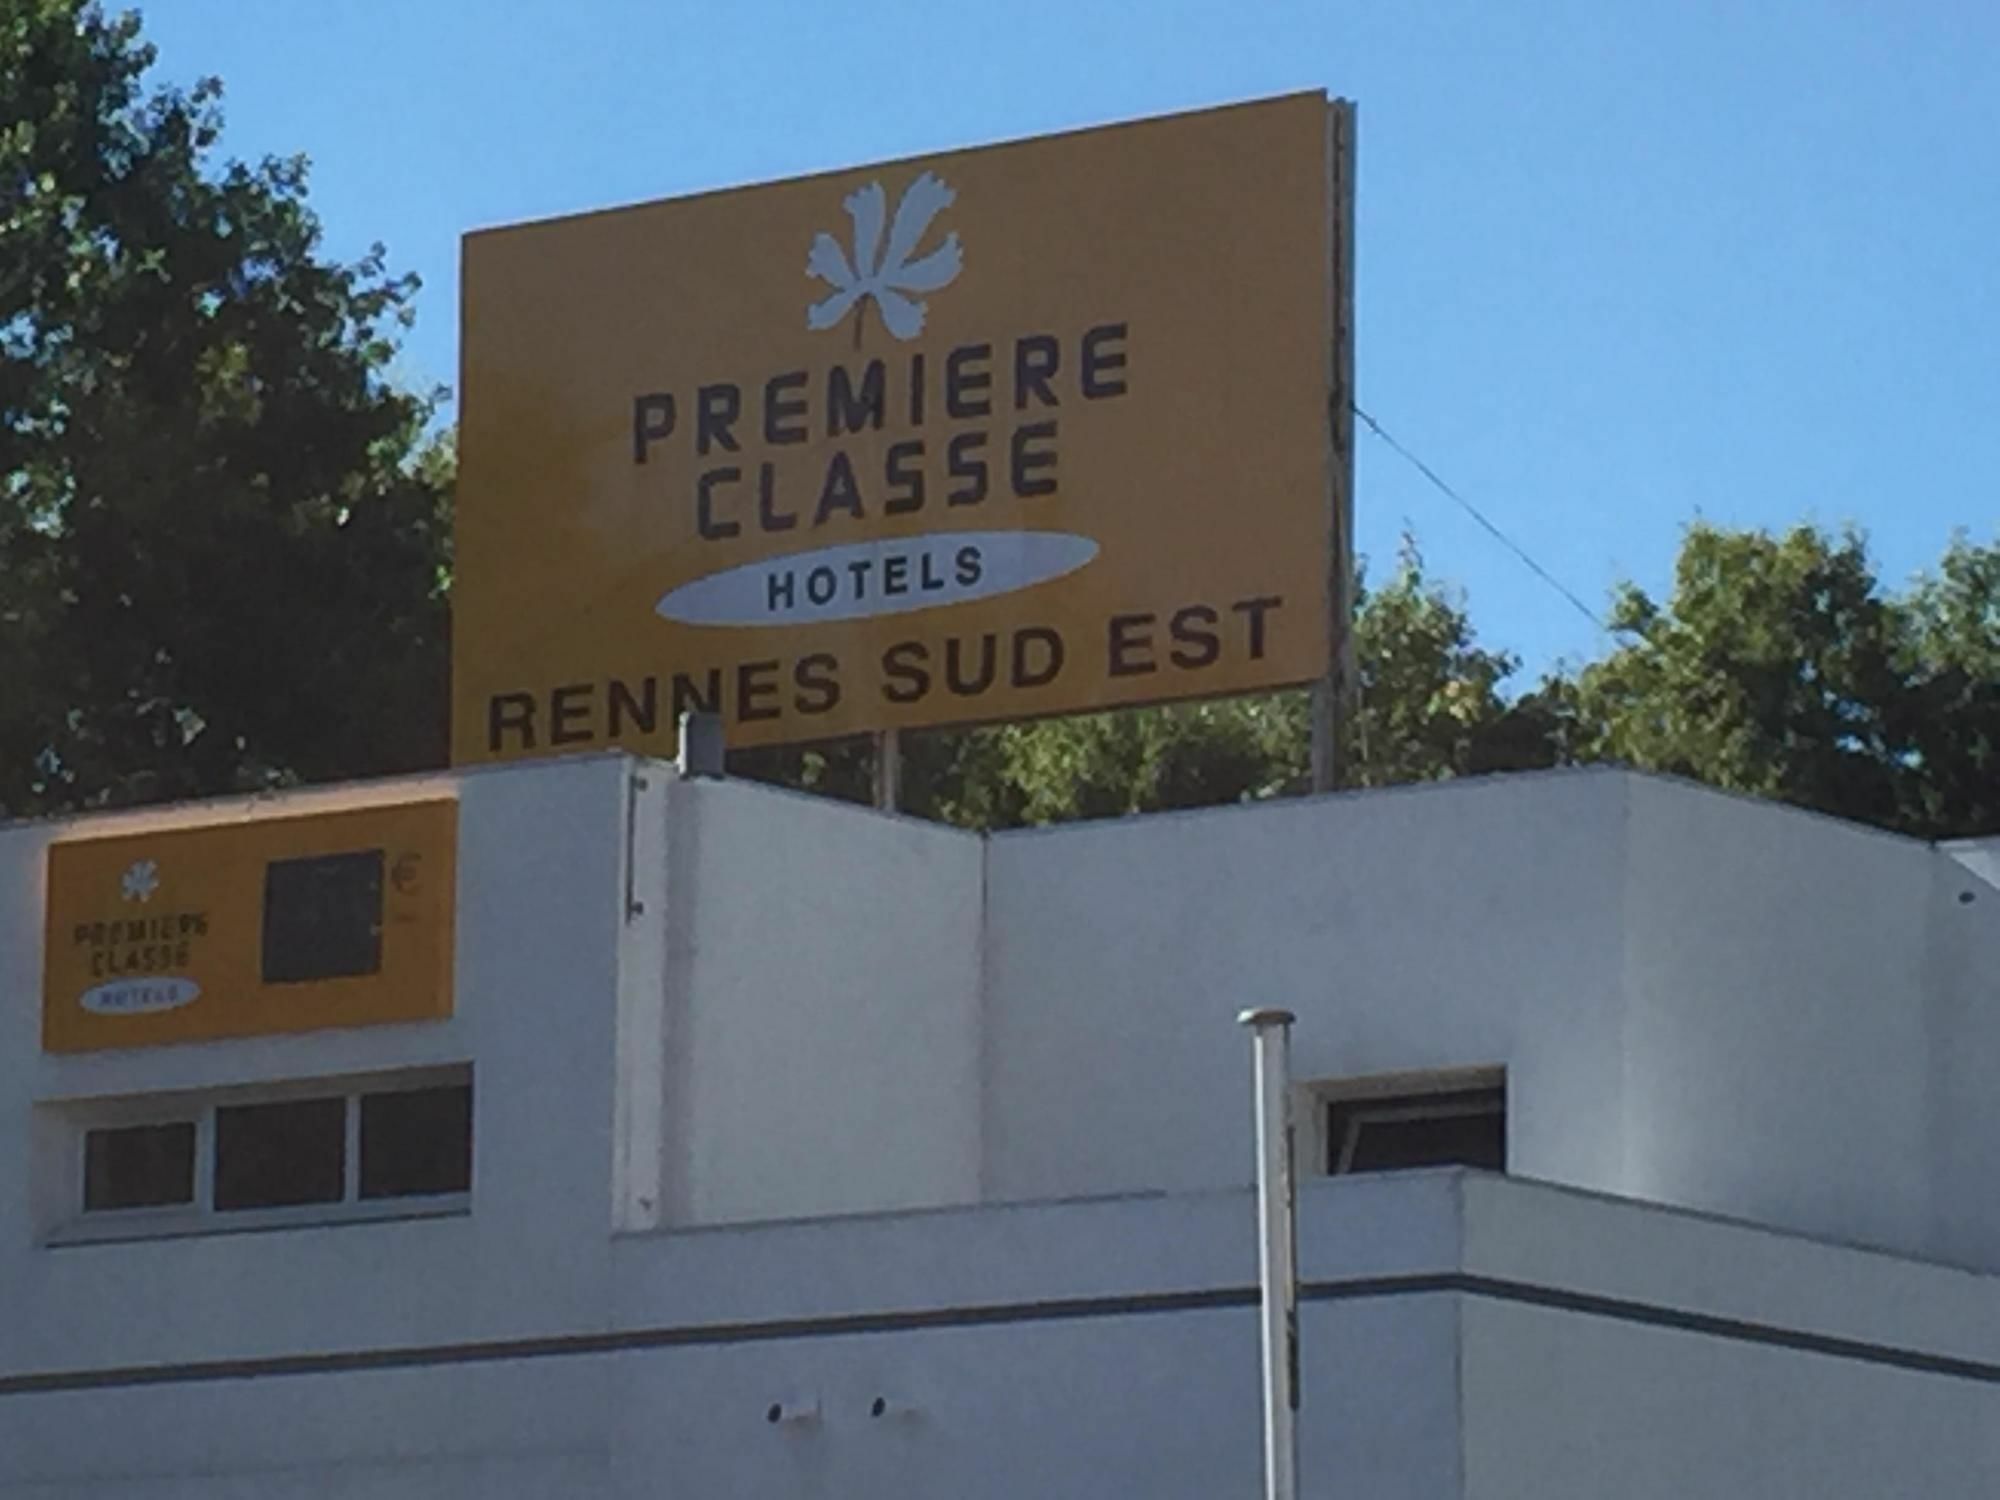 PREMIERE
CLASSE
HOTELS
RENNES SUD EST
PREMIERE
CLASSE
HOTELS
€